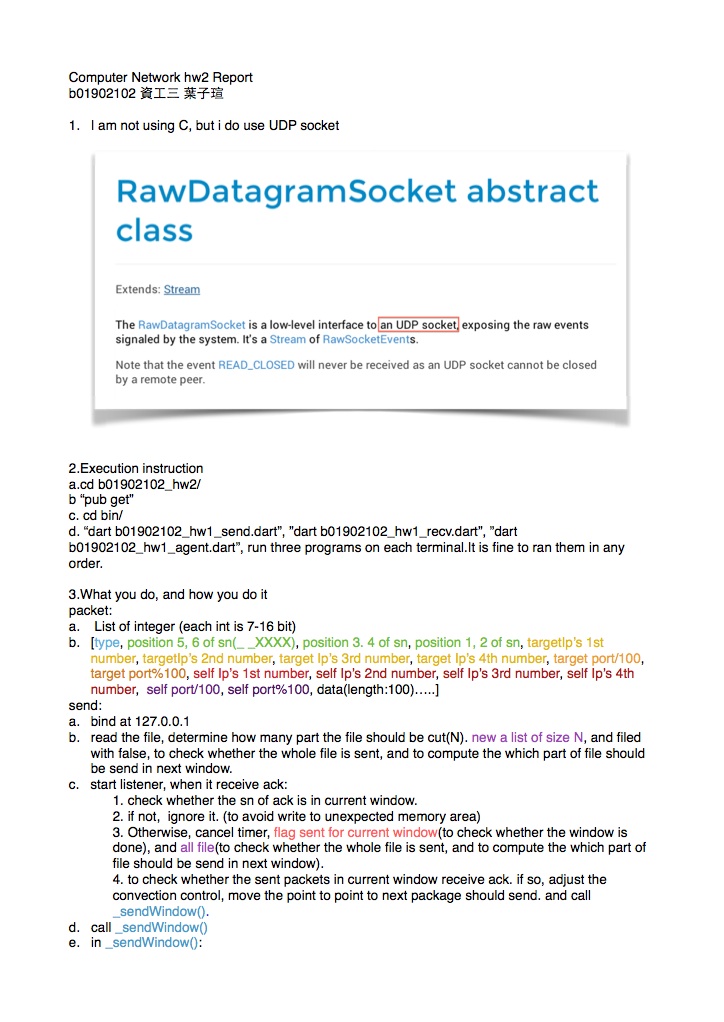 Computer Network hw2 Report
b01902102 資工三 葉子瑄
1. I am not using C, but i do use UDP socket
RawDatagramSocket abstract
class
Extends: Stream
The RawDatagramSocket is a low-level interface to an UDP socket, exposing the raw events
signaled by the system. It's a Stream of RawSocketEvents.
Note that the event READ_CLOSED will never be received as an UDP socket cannot be closed
by a remote peer.
2.Execution instruction
a.cd b01902102_hw2/
b “pub get”
c. cd bin/
d. “dart b01902102_hw1_send.dart”, ”dart b01902102_hw1_recv.dart”, ”dart
b01902102_hw1_agent.dart”, run three programs on each terminal.It is fine to ran them in any
order.
3.What you do, and how you do it
packet:
a. List of integer (each int is 7-16 bit)
b. [type, position 5, 6 of sn(_ _XXXX), position 3. 4 of sn, position 1, 2 of sn, targetIp’s 1st
number, targetIp’s 2nd number, target Ip’s 3rd number, target Ip’s 4th number, target port/100,
target port%100, self Ip’s 1st number, self Ip’s 2nd number, self Ip’s 3rd number, self Ip’s 4th
number, self port/100, self port%100, data(length:100)…..]
send:
a. bind at 127.0.0.1
b. read the file, determine how many part the file should be cut(N). new a list of size N, and filed
with false, to check whether the whole file is sent, and to compute the which part of file should
be send in next window.
c. start listener, when it receive ack:
1. check whether the sn of ack is in current window.
2. if not, ignore it. (to avoid write to unexpected memory area)
3. Otherwise, cancel timer, flag sent for current window(to check whether the window is
done), and all file(to check whether the whole file is sent, and to compute the which part of
file should be send in next window).
4. to check whether the sent packets in current window receive ack. if so, adjust the
convection control, move the point to point to next package should send. and call
_sendWindow().
d. call _sendWindow()
e. in _sendWindow():